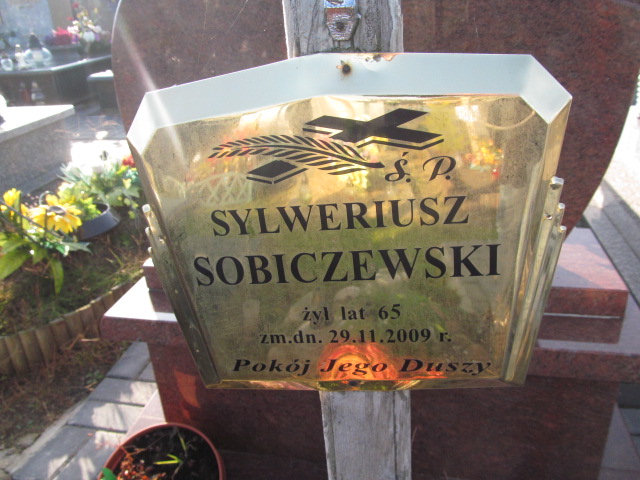 Ś. P.
SYLWERIUSZ
SOBICZEWSKI
żył lat 65
zm.dn. 29.11.2009 r.
Pokój Jego Duszy